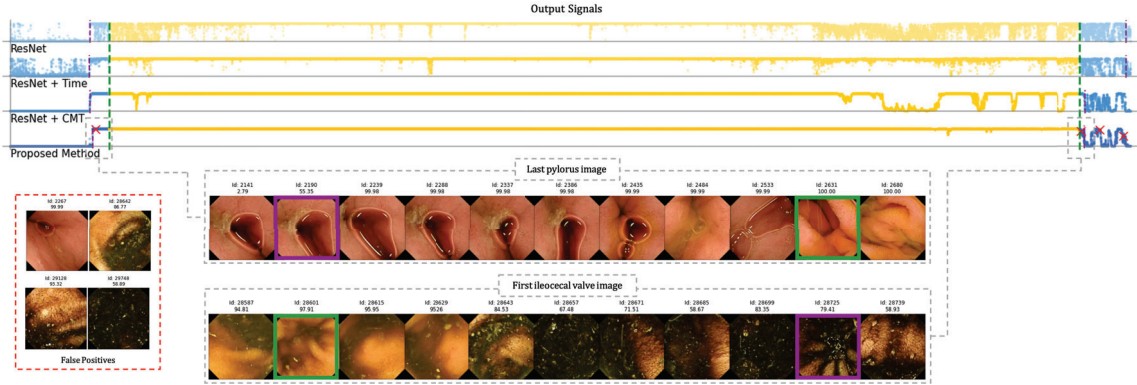 Output Signals
ResNet
ResNet + Time
ResNet + CMT
Proposed Method
Last pylorus image
Id: 2141 Id: 2190 Id: 2239 Id: 2288 Id: 2337 Id: 2386 Id: 2435 Id: 2484 Id: 2533 Id: 2631 Id: 2680
2.79 55.35 99.98 99.98 99.98 99.98 99.99 99.99 99.99 100.00 100.00
Id: 2267 Id: 28642
99.99 86.77
Id: 29128 Id: 29748
93.32 58.69
False Positives
First ileocecal valve image
Id: 28587 Id: 28601 Id: 28615 Id: 28629 Id: 28643 Id: 28657 Id: 28671 Id: 28685 Id: 28699 Id: 28725 Id: 28739
94.81 97.91 95.95 9526 84.53 67.48 71.51 58.67 83.35 79.41 58.93